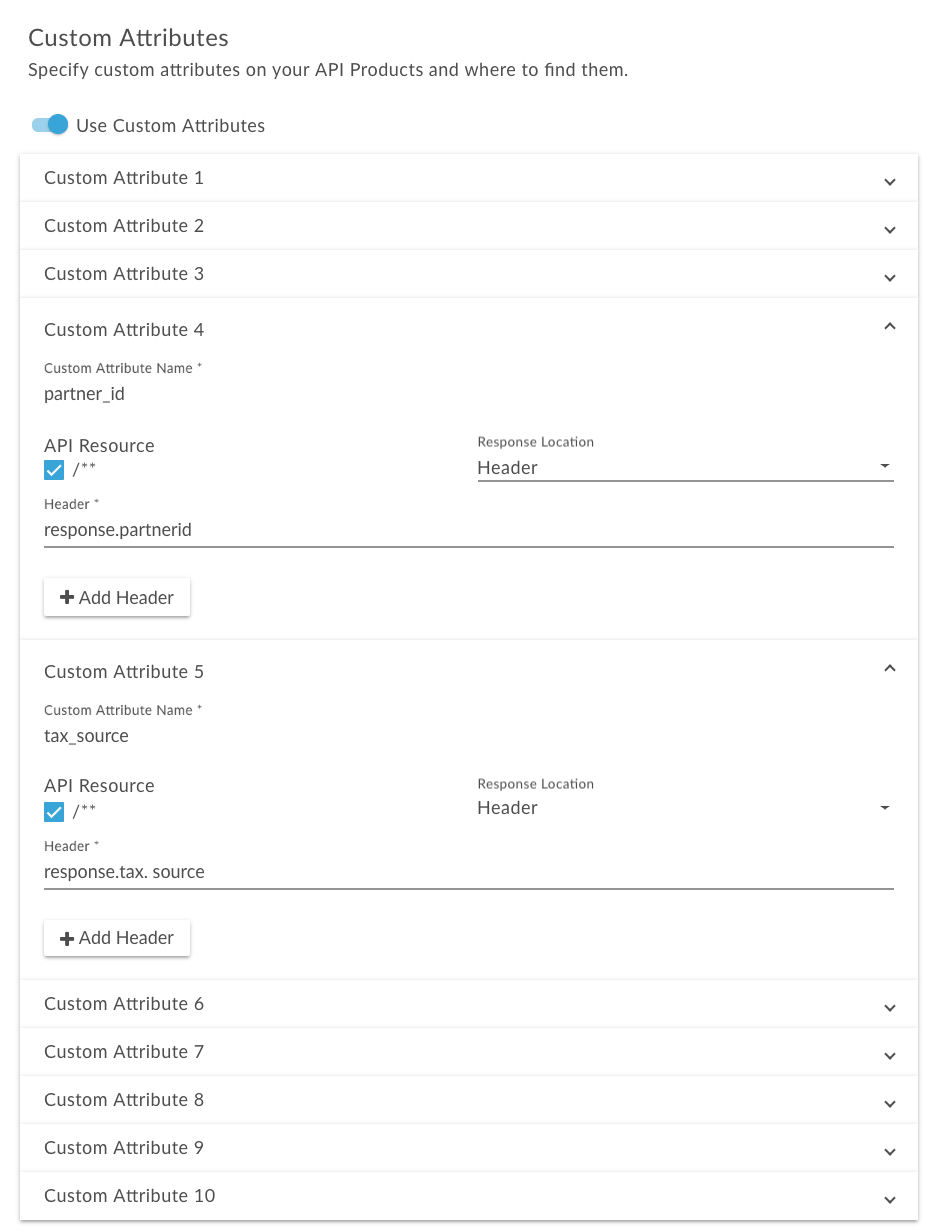 Custom Attributes
Specify custom attributes on your API Products and where to find them.
Use Custom Attributes
Custom Attribute 1
Custom Attribute 2
Custom Attribute 3
Custom Attribute 4
Custom Attribute Name *
partner_id
API Resource
/**
Response Location
Header
Header *
response.partnerid
+ Add Header
Custom Attribute 5
Custom Attribute Name *
tax_source
API Resource
/**
Response Location
Header
Header *
response.tax. source
+ Add Header
Custom Attribute 6
Custom Attribute 7
Custom Attribute 8
Custom Attribute 9
Custom Attribute 10